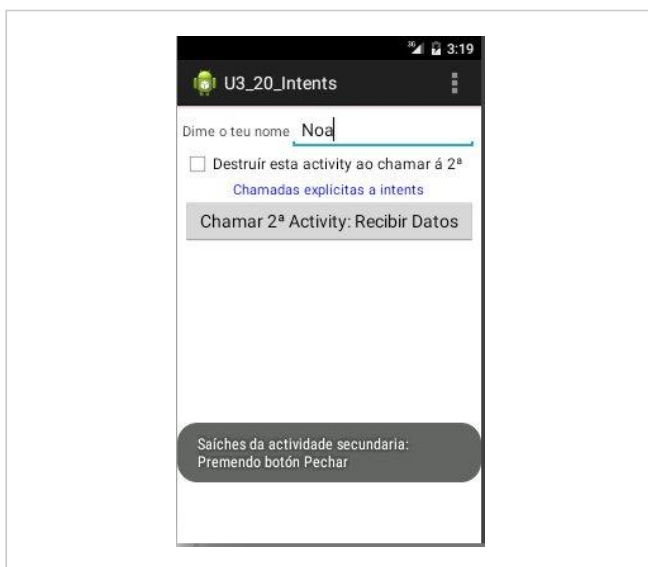 3G 3:19
U3_20_Intents
Dime o teu nome Noa
Destruír esta activity ao chamar á 2ª
Chamadas explicitas a intents
Chamar 2ª Activity: Recibir Datos
Saíches da actividade secundaria:
Premendo botón Pechar